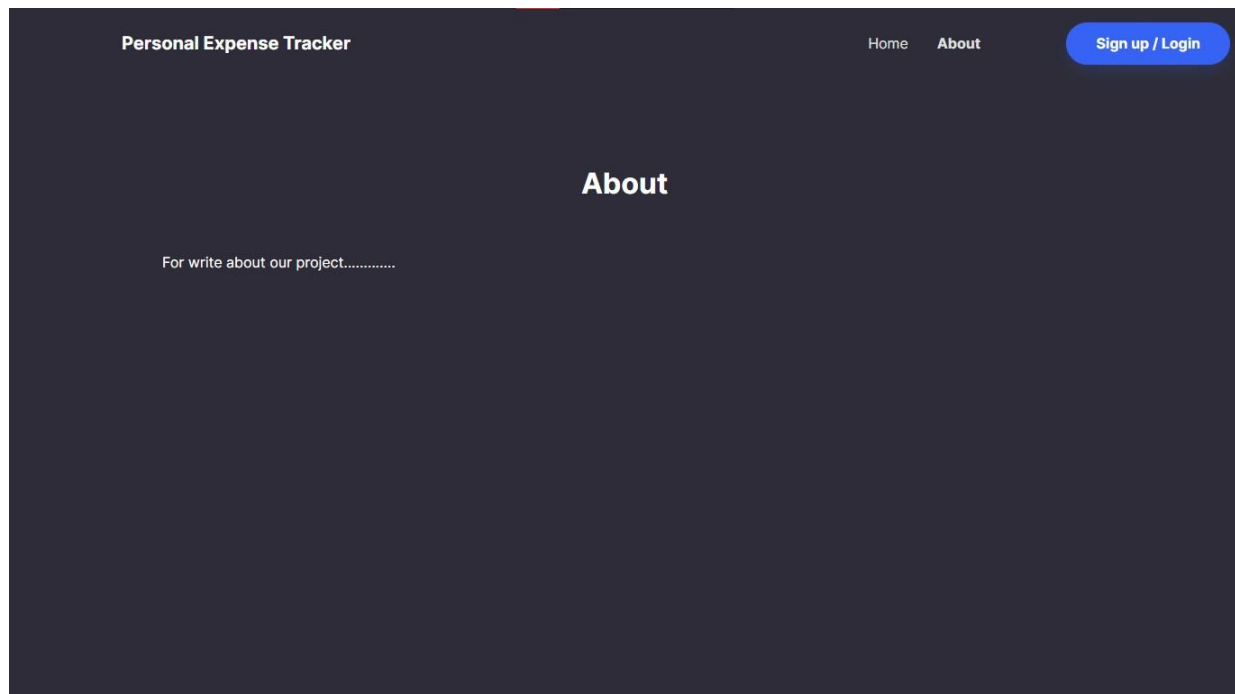 Personal Expense Tracker Home About Sign up / Login
About
For write about our project.............